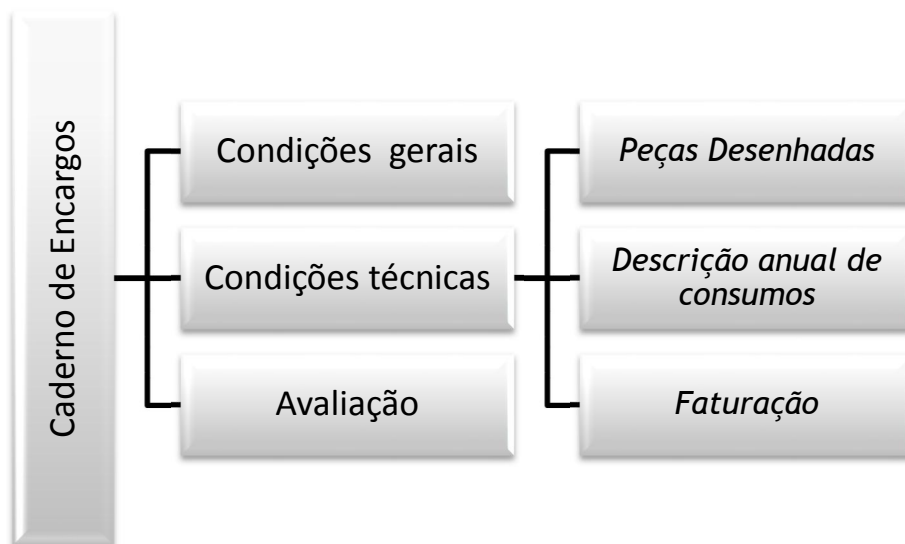 Caderno de Encargos
Condições gerais
Condições técnicas
Avaliação
Peças Desenhadas
Descrição anual de
consumos
Faturação